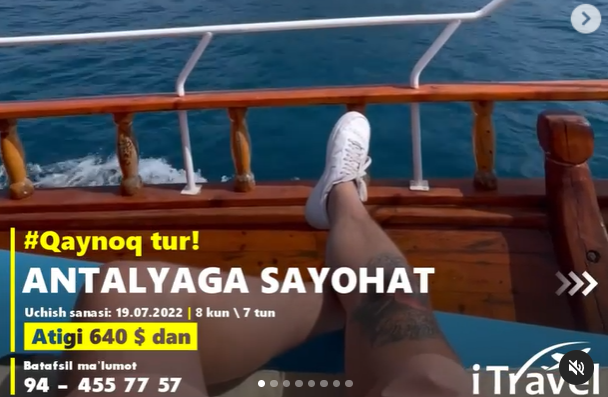 #Qaynoq tur!
ANTALYAGA SAYOHAT
Uchish sanasi: 19.07.2022 | 8 kun \ 7 tun
Atigi 640 $ dan
Batafsil ma'lumot
94 - 455 77 57
iTravel